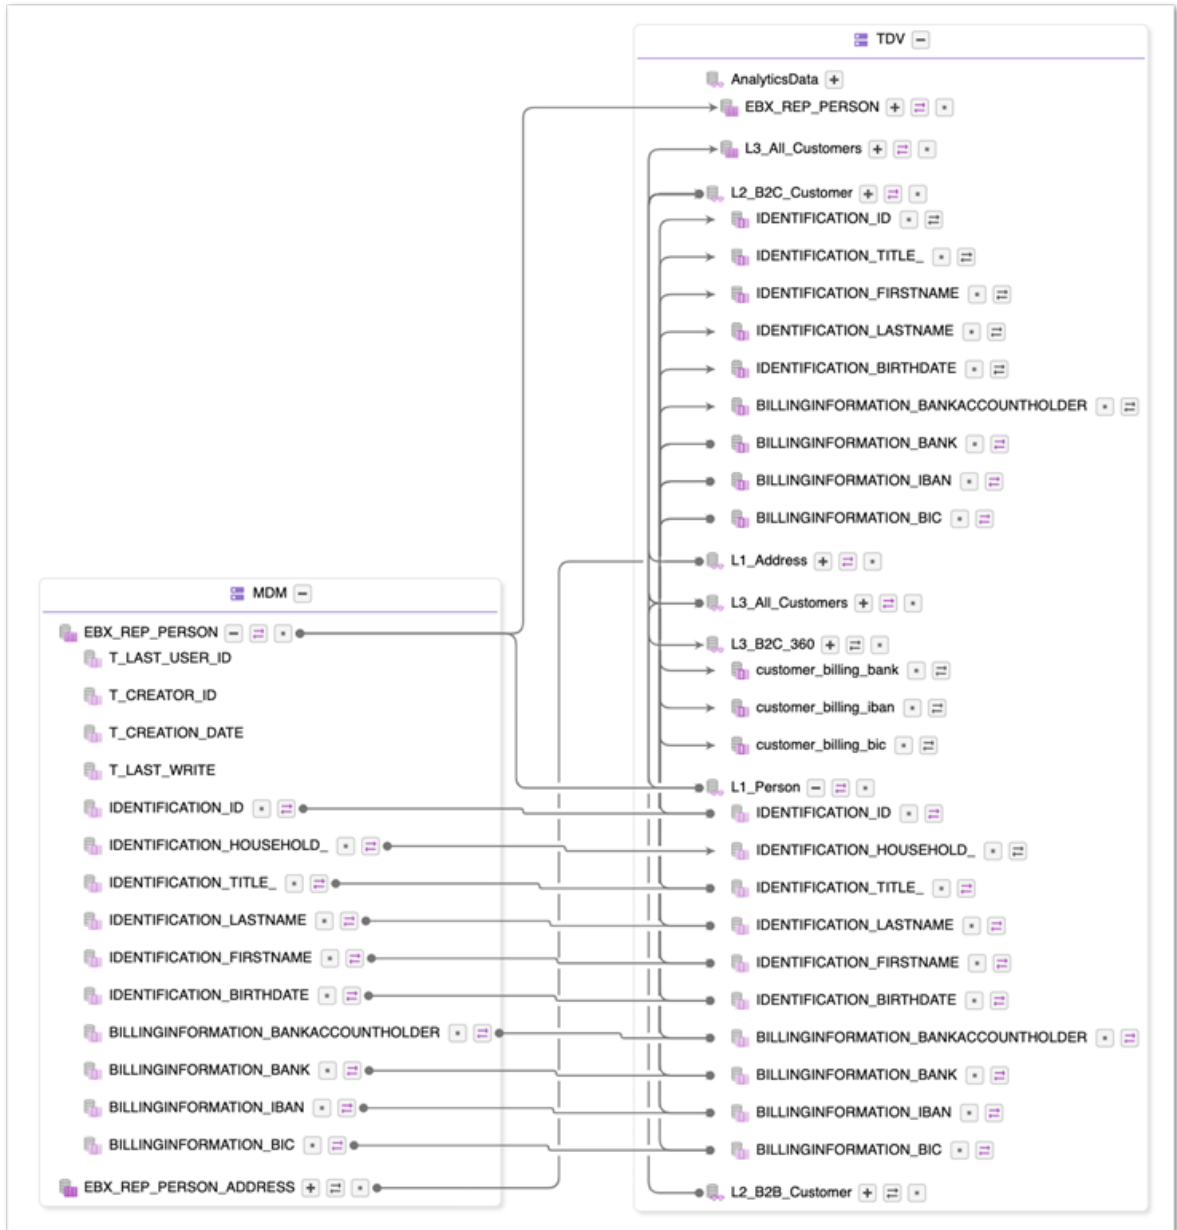 TDV
AnalyticsData
EBX_REP_PERSON
L3_All_Customers
L2_B2C_Customer
IDENTIFICATION_ID
IDENTIFICATION_TITLE_
IDENTIFICATION_FIRSTNAME
IDENTIFICATION_LASTNAME
IDENTIFICATION_BIRTHDATE
BILLINGINFORMATION_BANKACCOUNTHOLDER
BILLINGINFORMATION_BANK
BILLINGINFORMATION_IBAN
BILLINGINFORMATION_BIC
L1_Address
L3_All_Customers
L3_B2C_360
customer_billing_bank
customer_billing_iban
customer_billing_bic
L1_Person
IDENTIFICATION_ID
IDENTIFICATION_HOUSEHOLD_
IDENTIFICATION_TITLE_
IDENTIFICATION_LASTNAME
IDENTIFICATION_FIRSTNAME
IDENTIFICATION_BIRTHDATE
BILLINGINFORMATION_BANKACCOUNTHOLDER
BILLINGINFORMATION_BANK
BILLINGINFORMATION_IBAN
BILLINGINFORMATION_BIC
L2_B2B_Customer
MDM
EBX_REP_PERSON
T_LAST_USER_ID
T_CREATOR_ID
T_CREATION_DATE
T_LAST_WRITE
IDENTIFICATION_ID
IDENTIFICATION_HOUSEHOLD_
IDENTIFICATION_TITLE_
IDENTIFICATION_LASTNAME
IDENTIFICATION_FIRSTNAME
IDENTIFICATION_BIRTHDATE
BILLINGINFORMATION_BANKACCOUNTHOLDER
BILLINGINFORMATION_BANK
BILLINGINFORMATION_IBAN
BILLINGINFORMATION_BIC
EBX_REP_PERSON_ADDRESS